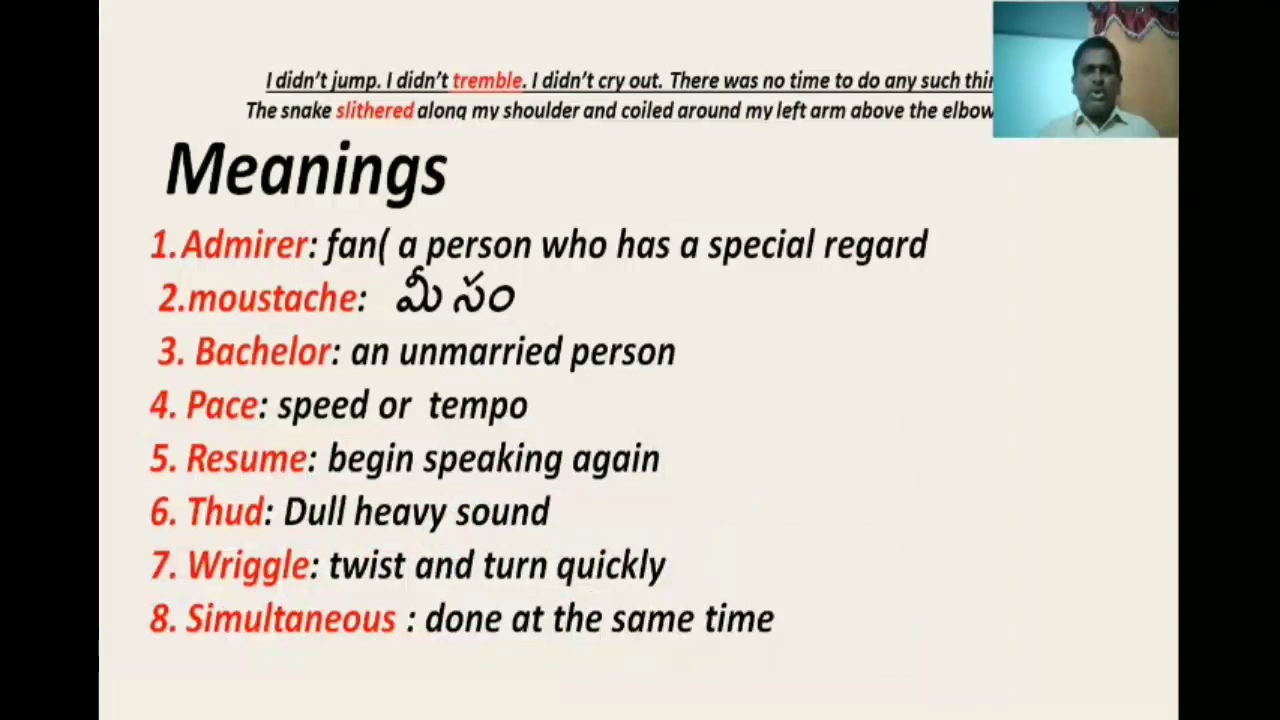 I didn't jump. I didn't tremble. I didn't cry out. There was no time to do any such
The snake slithered along my shoulder and coiled around my left arm above the elbow
Meanings
1. Admirer: fan( a person who has a special regard
2.moustache: మీ సం
3. Bachelor: an unmarried person
4. Pace: speed or tempo
5. Resume: begin speaking again
6. Thud: Dull heavy sound
7. Wriggle: twist and turn quickly
8. Simultaneous : done at the same time